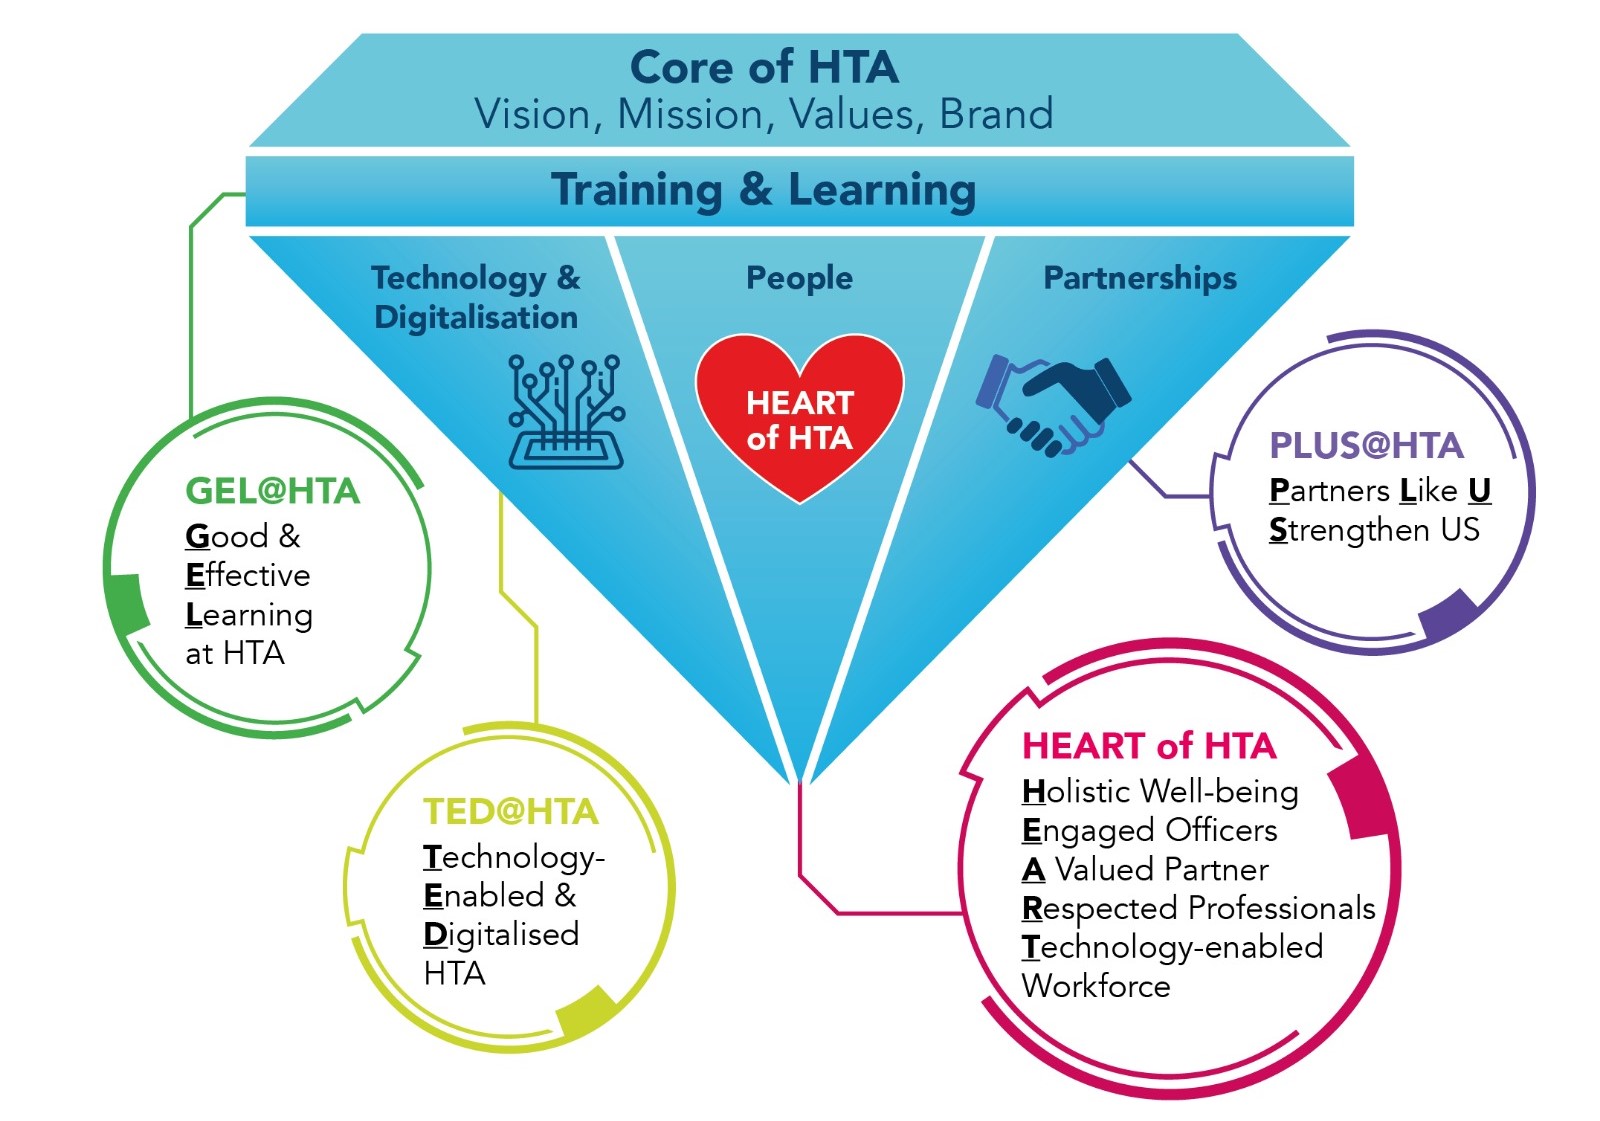 Core of HTA
Vision, Mission, Values, Brand
Training & Learning
Technology &
Digitalisation
People
Partnerships
HEART
of HTA
GEL@HTA
Good &
Effective
Learning
at HTA
TED@HTA
Technology-
Enabled &
Digitalised
HTA
PLUS@HTA
Partners Like U
Strengthen US
HEART of HTA
Holistic Well-being
Engaged Officers
A Valued Partner
Respected Professionals
Technology-enabled
Workforce